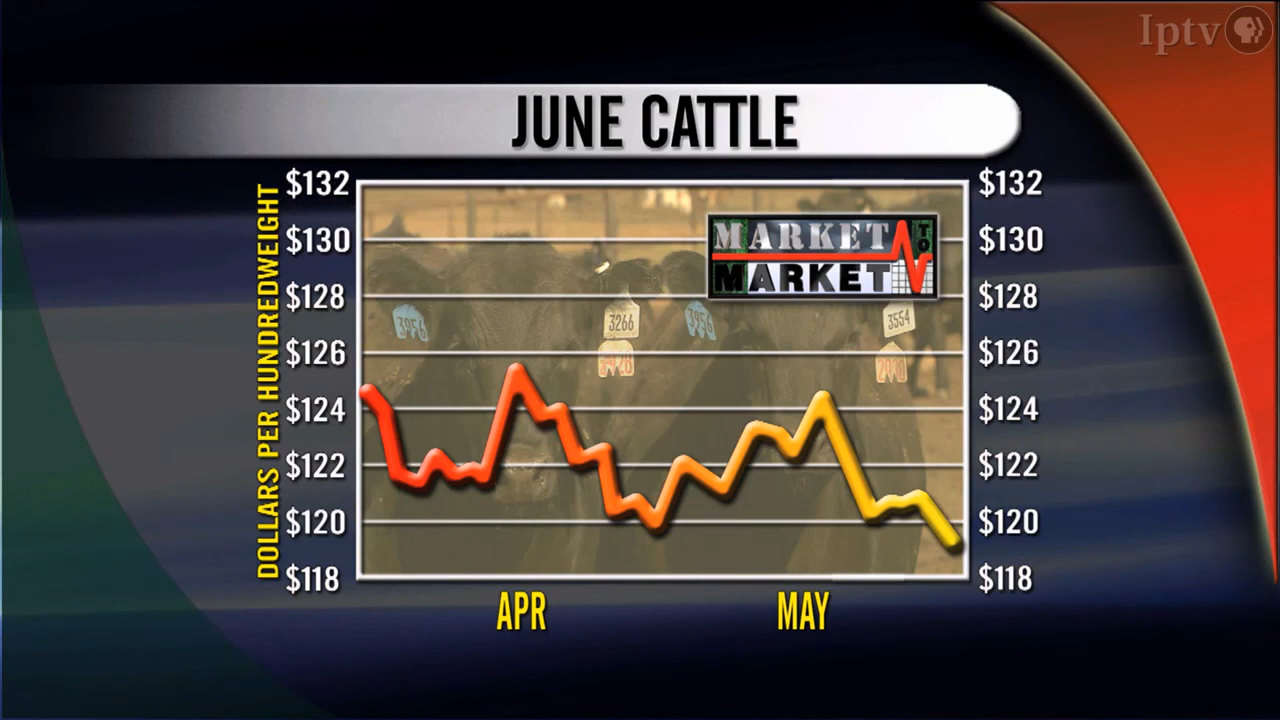 Iptv
JUNE CATTLE
DOLLARS PER HUNDREDWEIGHT
$132
$132
MARKET TO
MARKET
$130
$130
$128
$128
3956
3266
3956
3554
$126
$126
$124
$124
$122
$122
$120
$120
$118
$118
APR
MAY